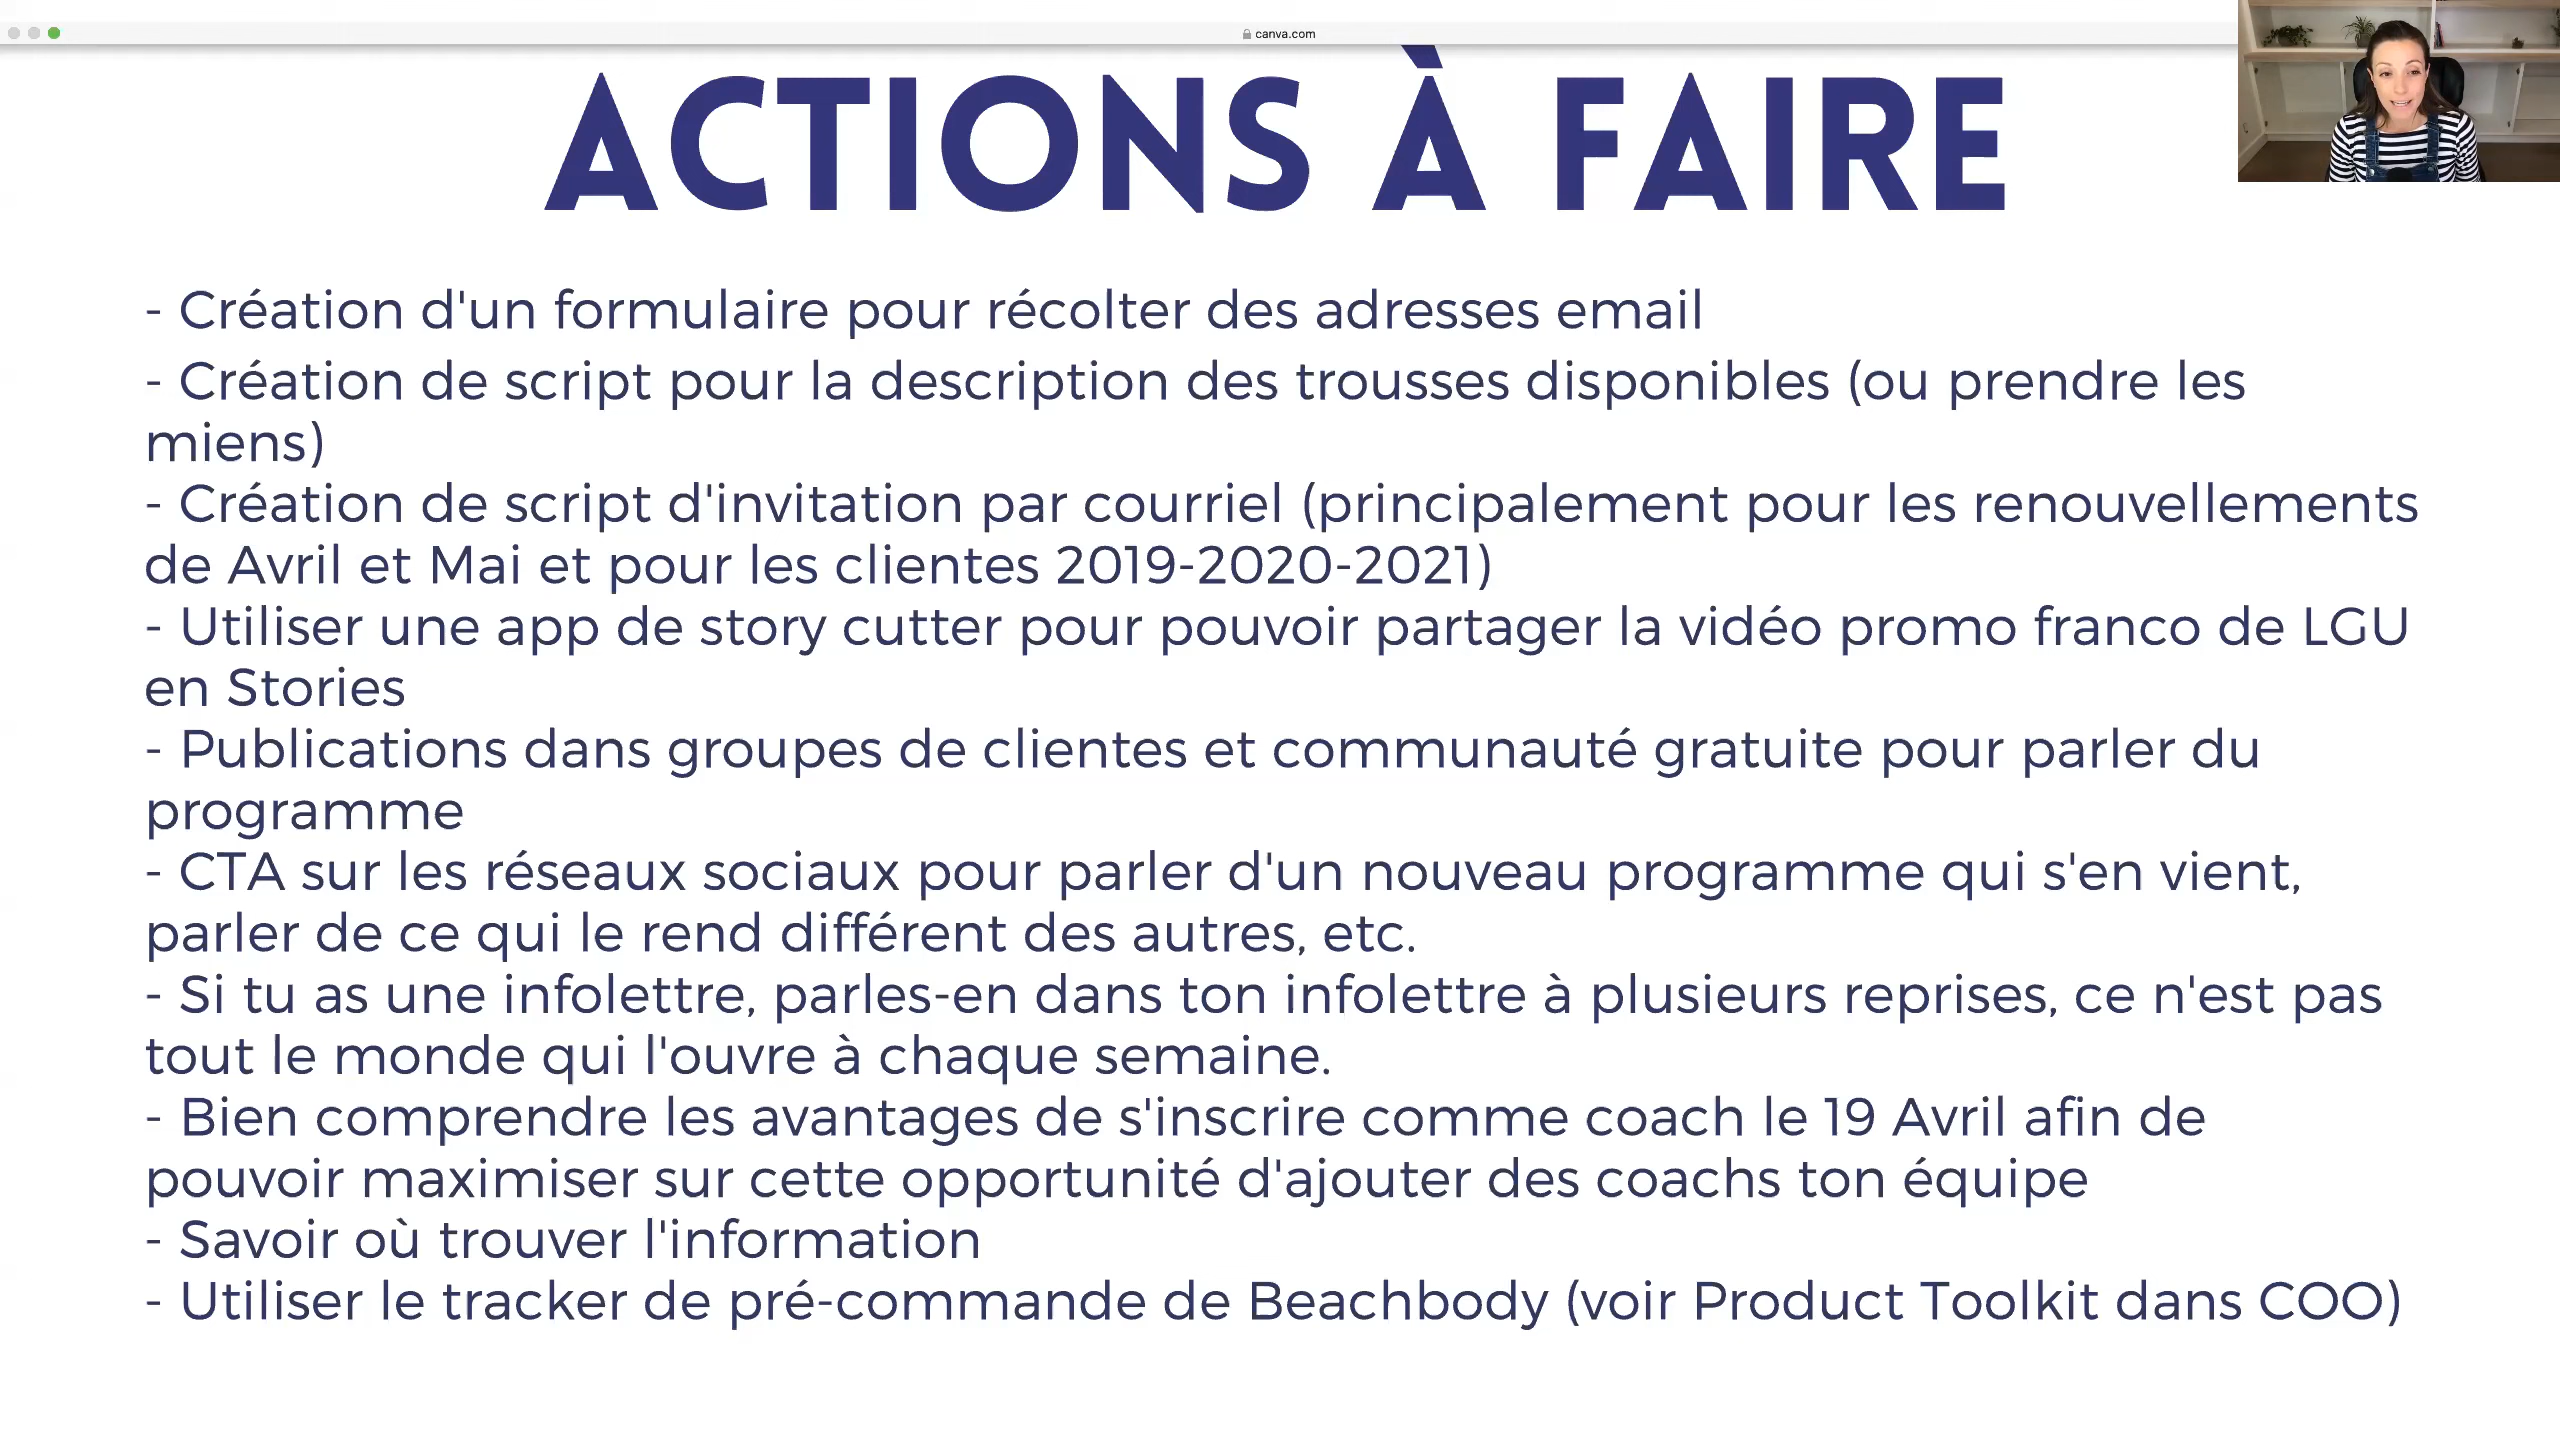 canva.com
ACTIONS À FAIRE
- Création d'un formulaire pour récolter des adresses email
- Création de script pour la description des trousses disponibles (ou prendre les
miens)
- Création de script d'invitation par courriel (principalement pour les renouvellements
de Avril et Mai et pour les clientes 2019-2020-2021)
- Utiliser une app de story cutter pour pouvoir partager la vidéo promo franco de LGU
en Stories
- Publications dans groupes de clientes et communauté gratuite pour parler du
programme
- CTA sur les réseaux sociaux pour parler d'un nouveau programme qui s'en vient,
parler de ce qui le rend différent des autres, etc.
- Si tu as une infolettre, parles-en dans ton infolettre à plusieurs reprises, ce n'est pas
tout le monde qui l'ouvre à chaque semaine.
- Bien comprendre les avantages de s'inscrire comme coach le 19 Avril afin de
pouvoir maximiser sur cette opportunité d'ajouter des coachs ton équipe
- Savoir où trouver l'information
- Utiliser le tracker de pré-commande de Beachbody (voir Product Toolkit dans COO)